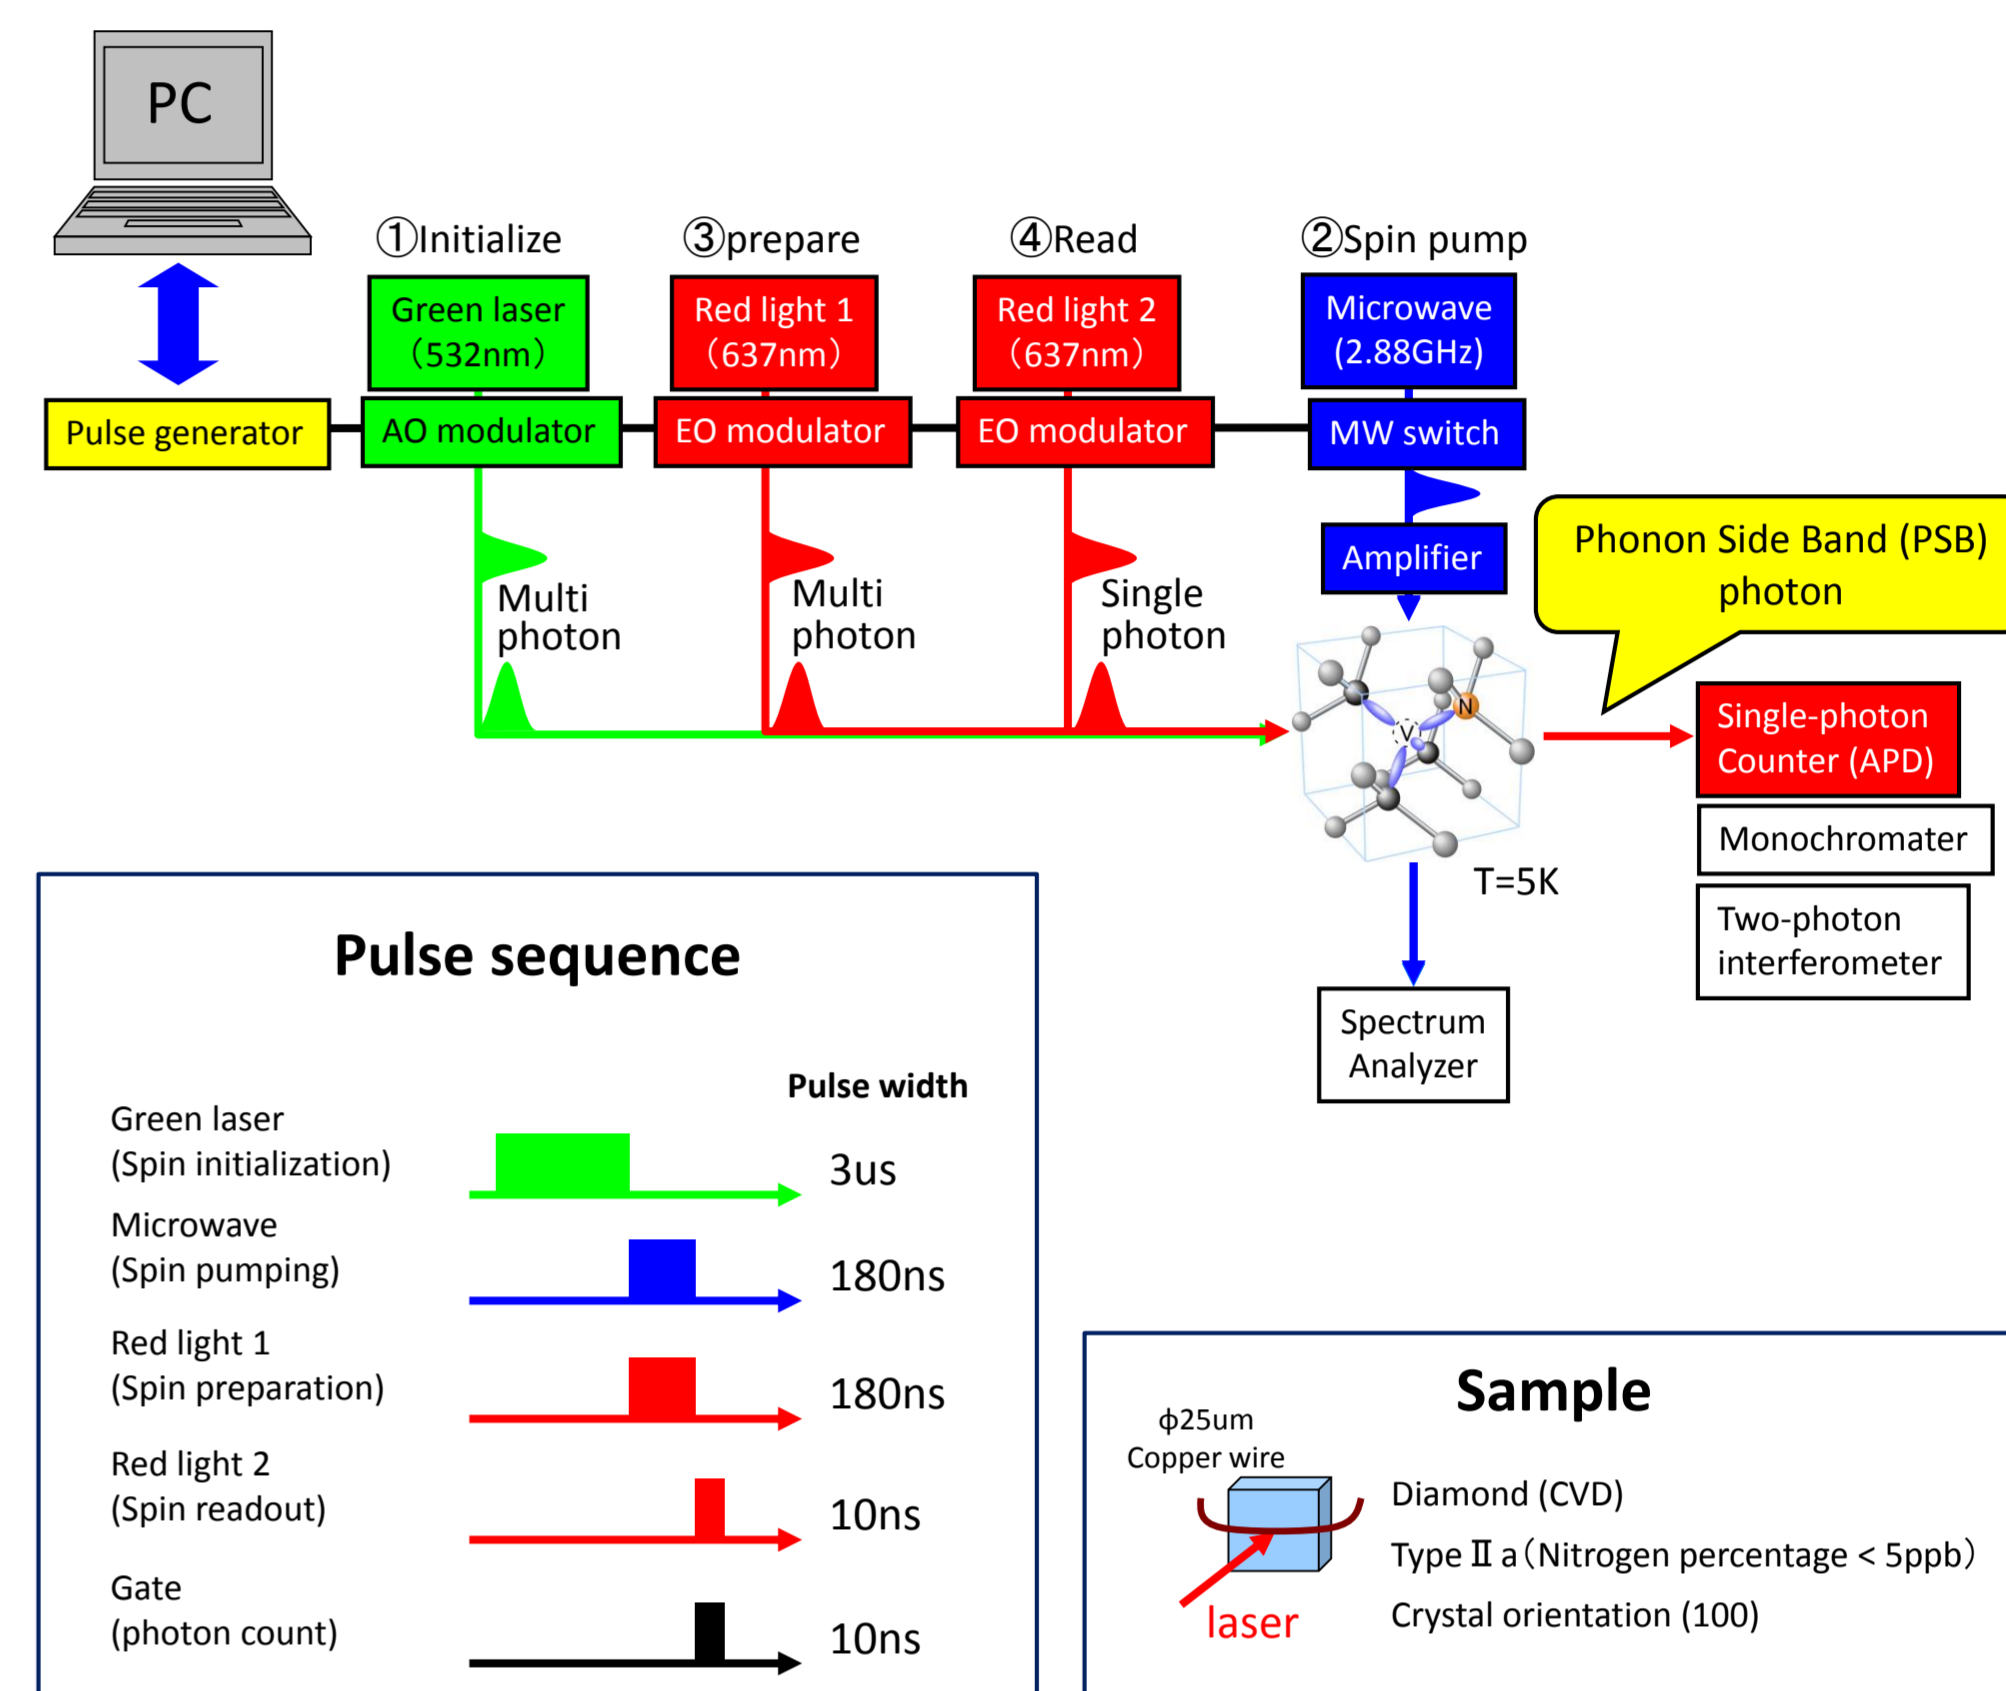 PC
①Initialize
③prepare
④Read
②Spin pump
Green laser
（532nm）
Red light 1
（637nm）
Red light 2
（637nm）
Microwave
(2.88GHz)
Pulse generator
AO modulator
EO modulator
EO modulator
MW switch
Amplifier
Phonon Side Band (PSB)
photon
Multi
photon
Multi
photon
Single
photon
N
V
Single-photon
Counter (APD)
Monochromater
Two-photon
interferometer
T=5K
Spectrum
Analyzer
Pulse sequence
Pulse width
Green laser
(Spin initialization)
3us
Microwave
(Spin pumping)
180ns
Red light 1
(Spin preparation)
180ns
Red light 2
(Spin readout)
10ns
Gate
(photon count)
10ns
Sample
ϕ25um
Copper wire
laser
Diamond (CVD)
Type Ⅱ a（Nitrogen percentage < 5ppb）
Crystal orientation (100)